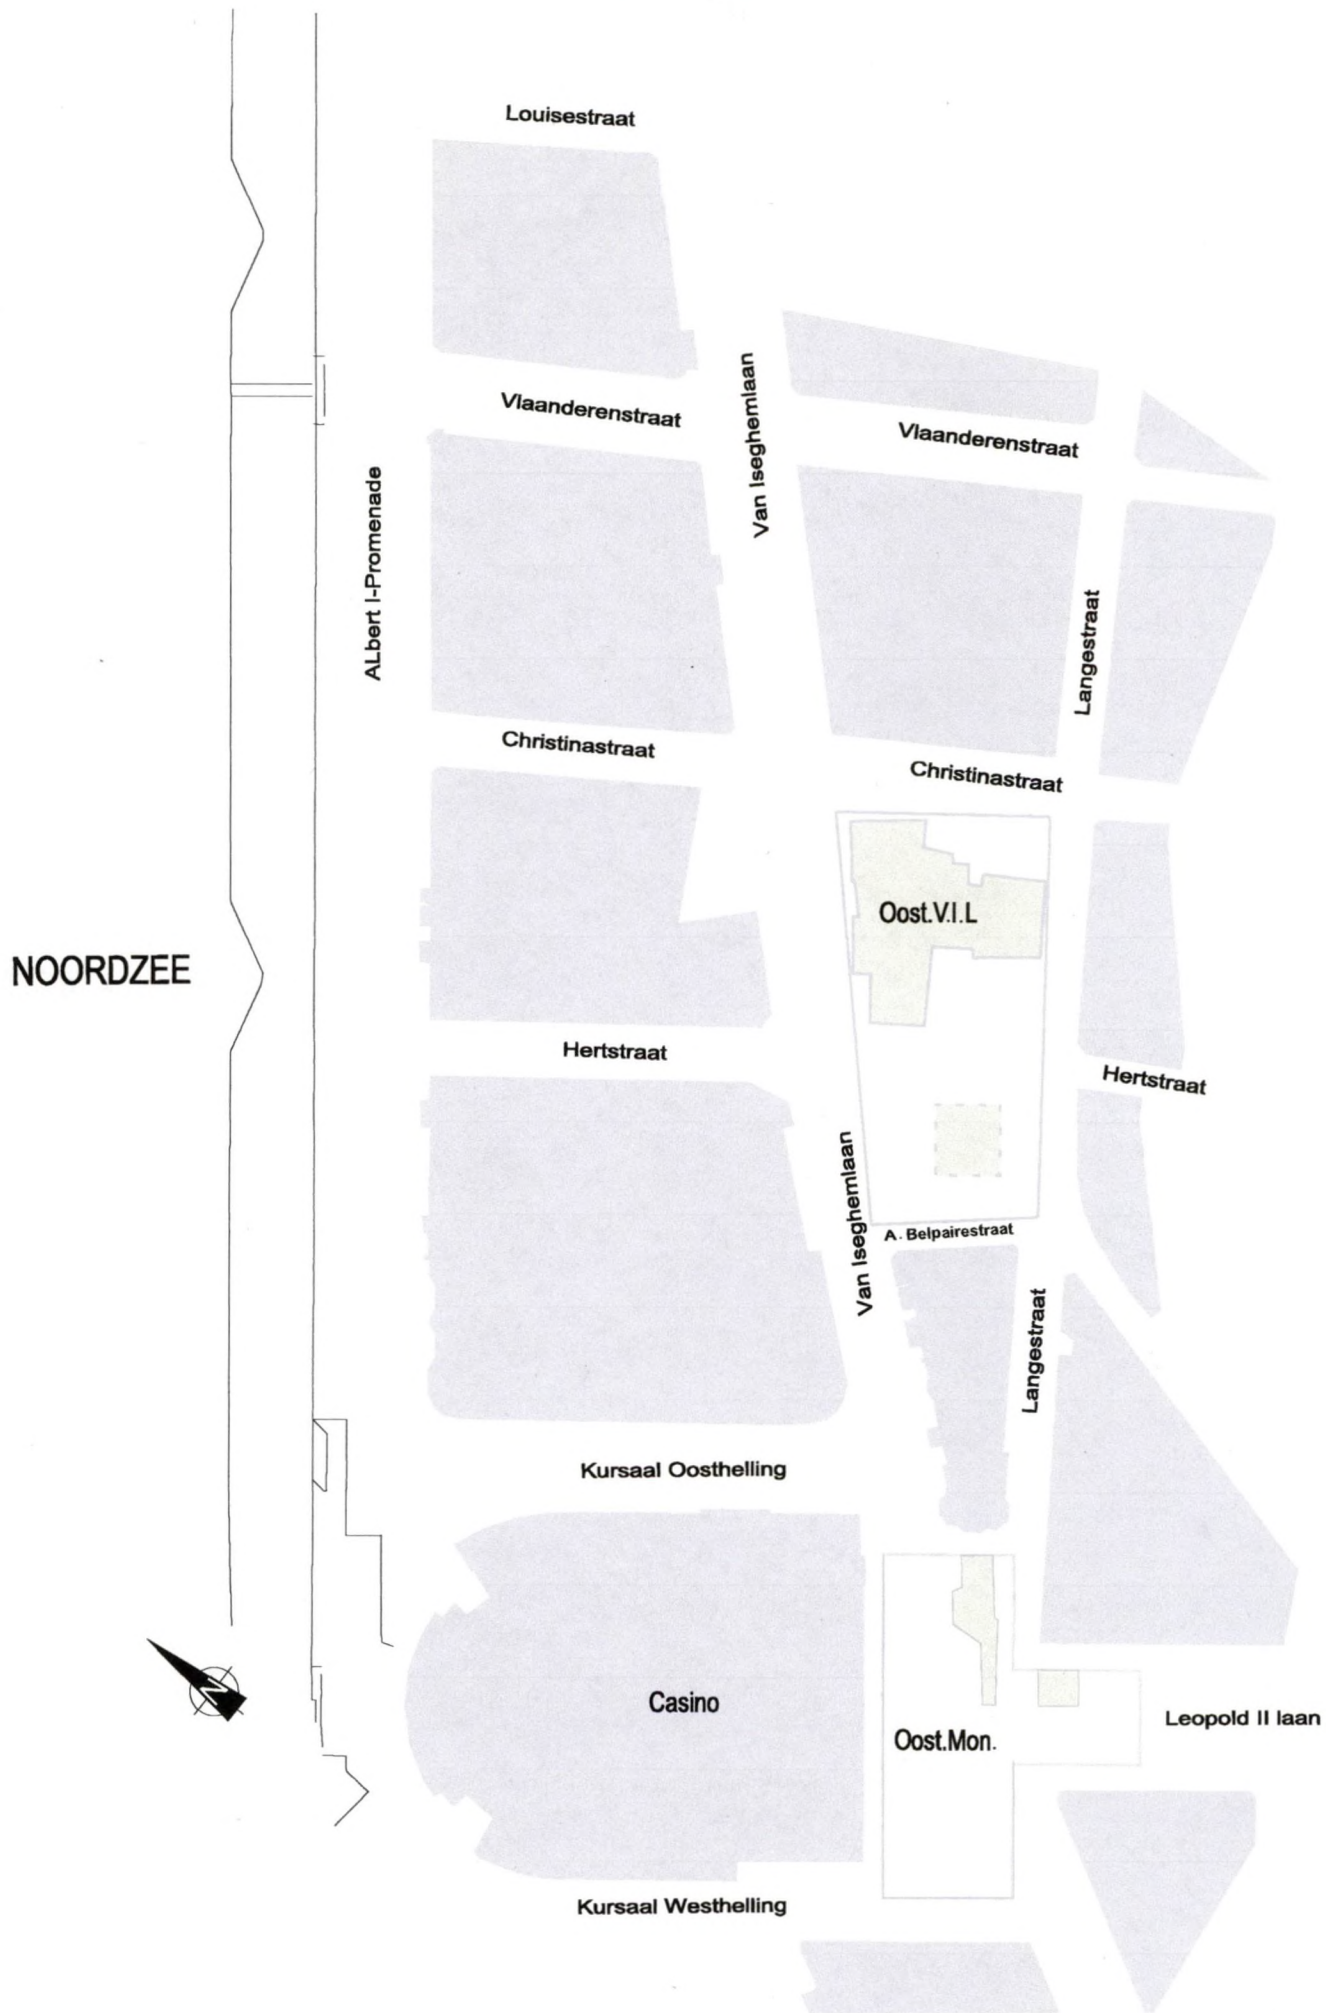 Louisestraat
Vlaanderenstraat
Van Iseghemlaan
Vlaanderenstraat
ALbert I-Promenade
Langestraat
Christinastraat
Christinastraat
Oost.V.I.L
NOORDZEE
Hertstraat
Hertstraat
Van Iseghemlaan
A. Belpairestraat
Langestraat
Kursaal Oosthelling
N
Casino
Leopold II laan
Oost.Mon.
Kursaal Westhelling